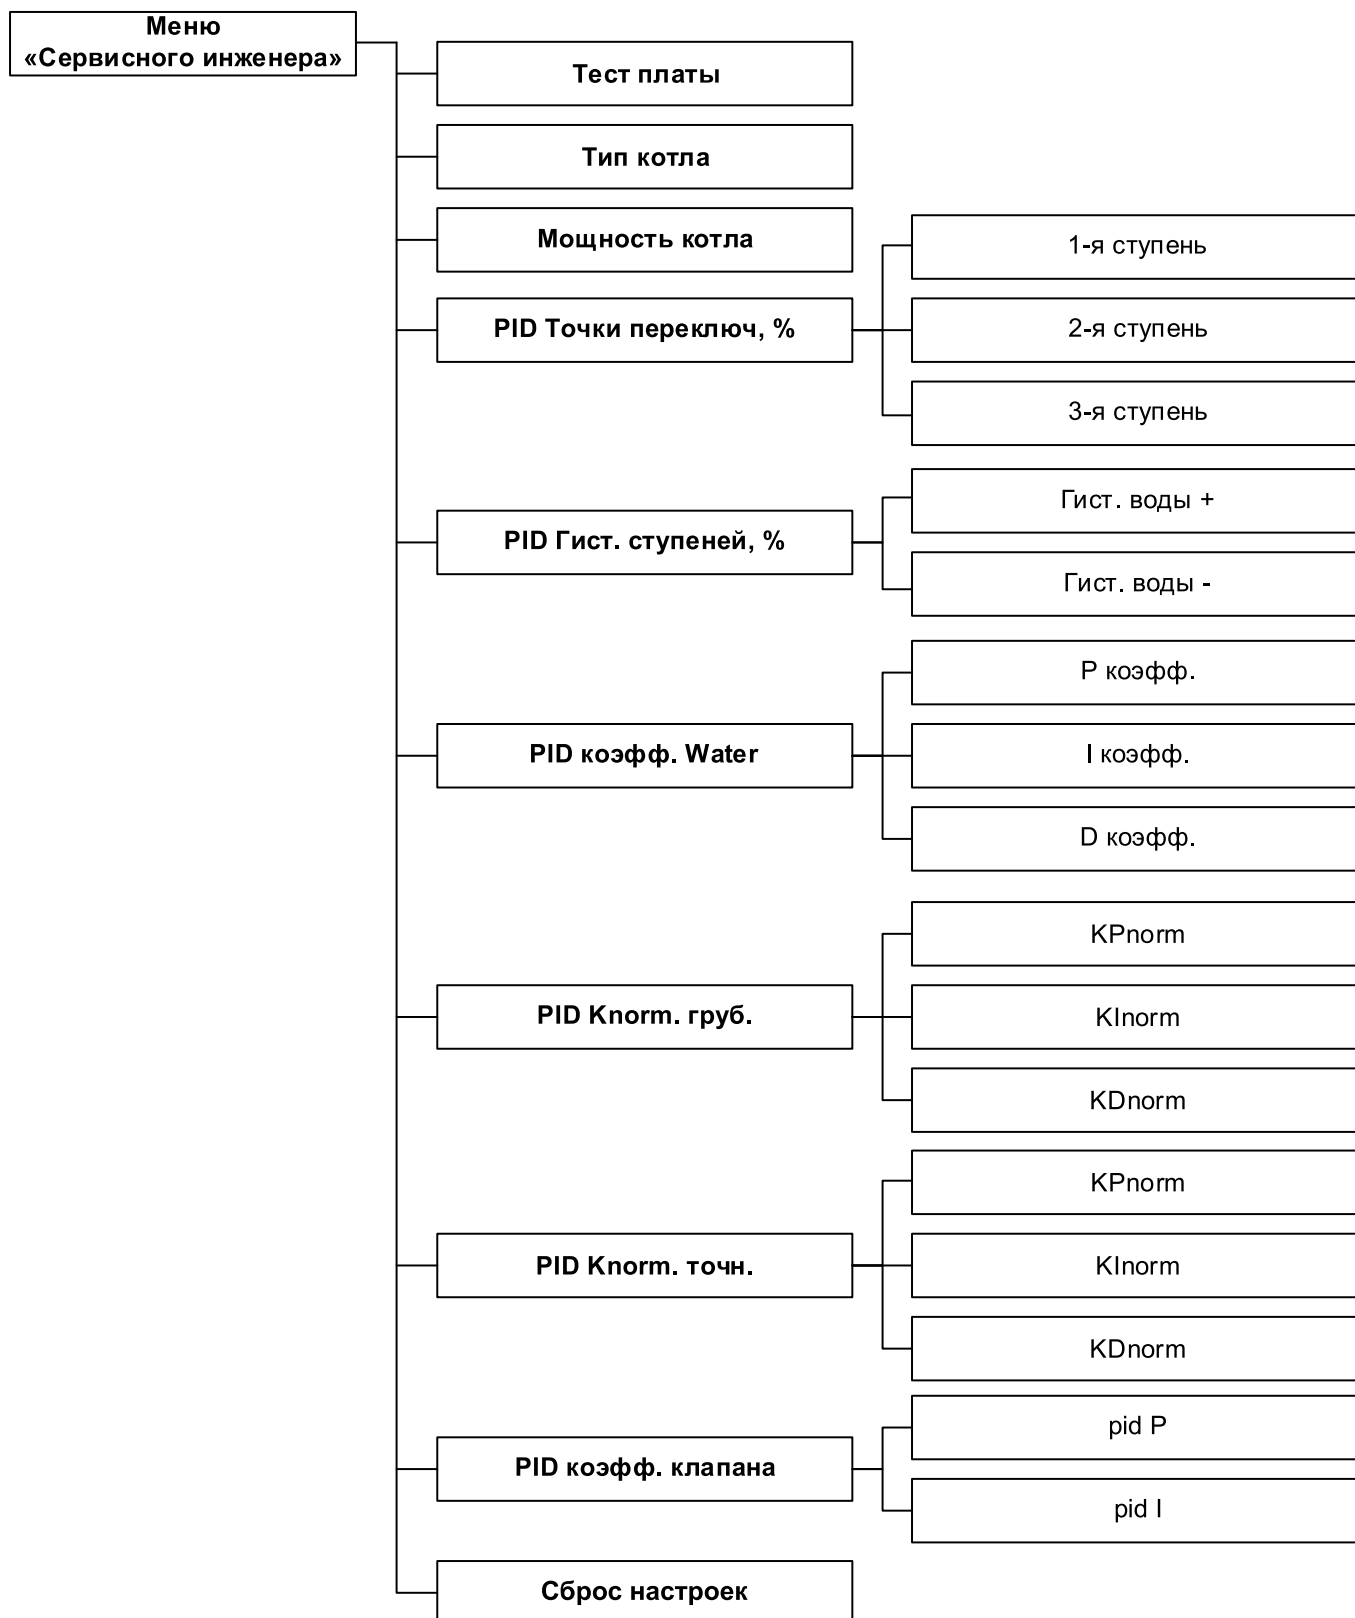 Меню
«Сервисного инженера»
Тест платы
Тип котла
Мощность котла
PID Точки переключ, %
1-я ступень
2-я ступень
3-я ступень
PID Гист. ступеней, %
Гист. воды +
Гист. воды -
PID коэфф. Water
P коэфф.
I коэфф.
D коэфф.
PID Knorm. груб.
KPnorm
KInorm
KDnorm
PID Knorm. точн.
KPnorm
KInorm
KDnorm
PID коэфф. клапана
pid P
pid I
Сброс настроек